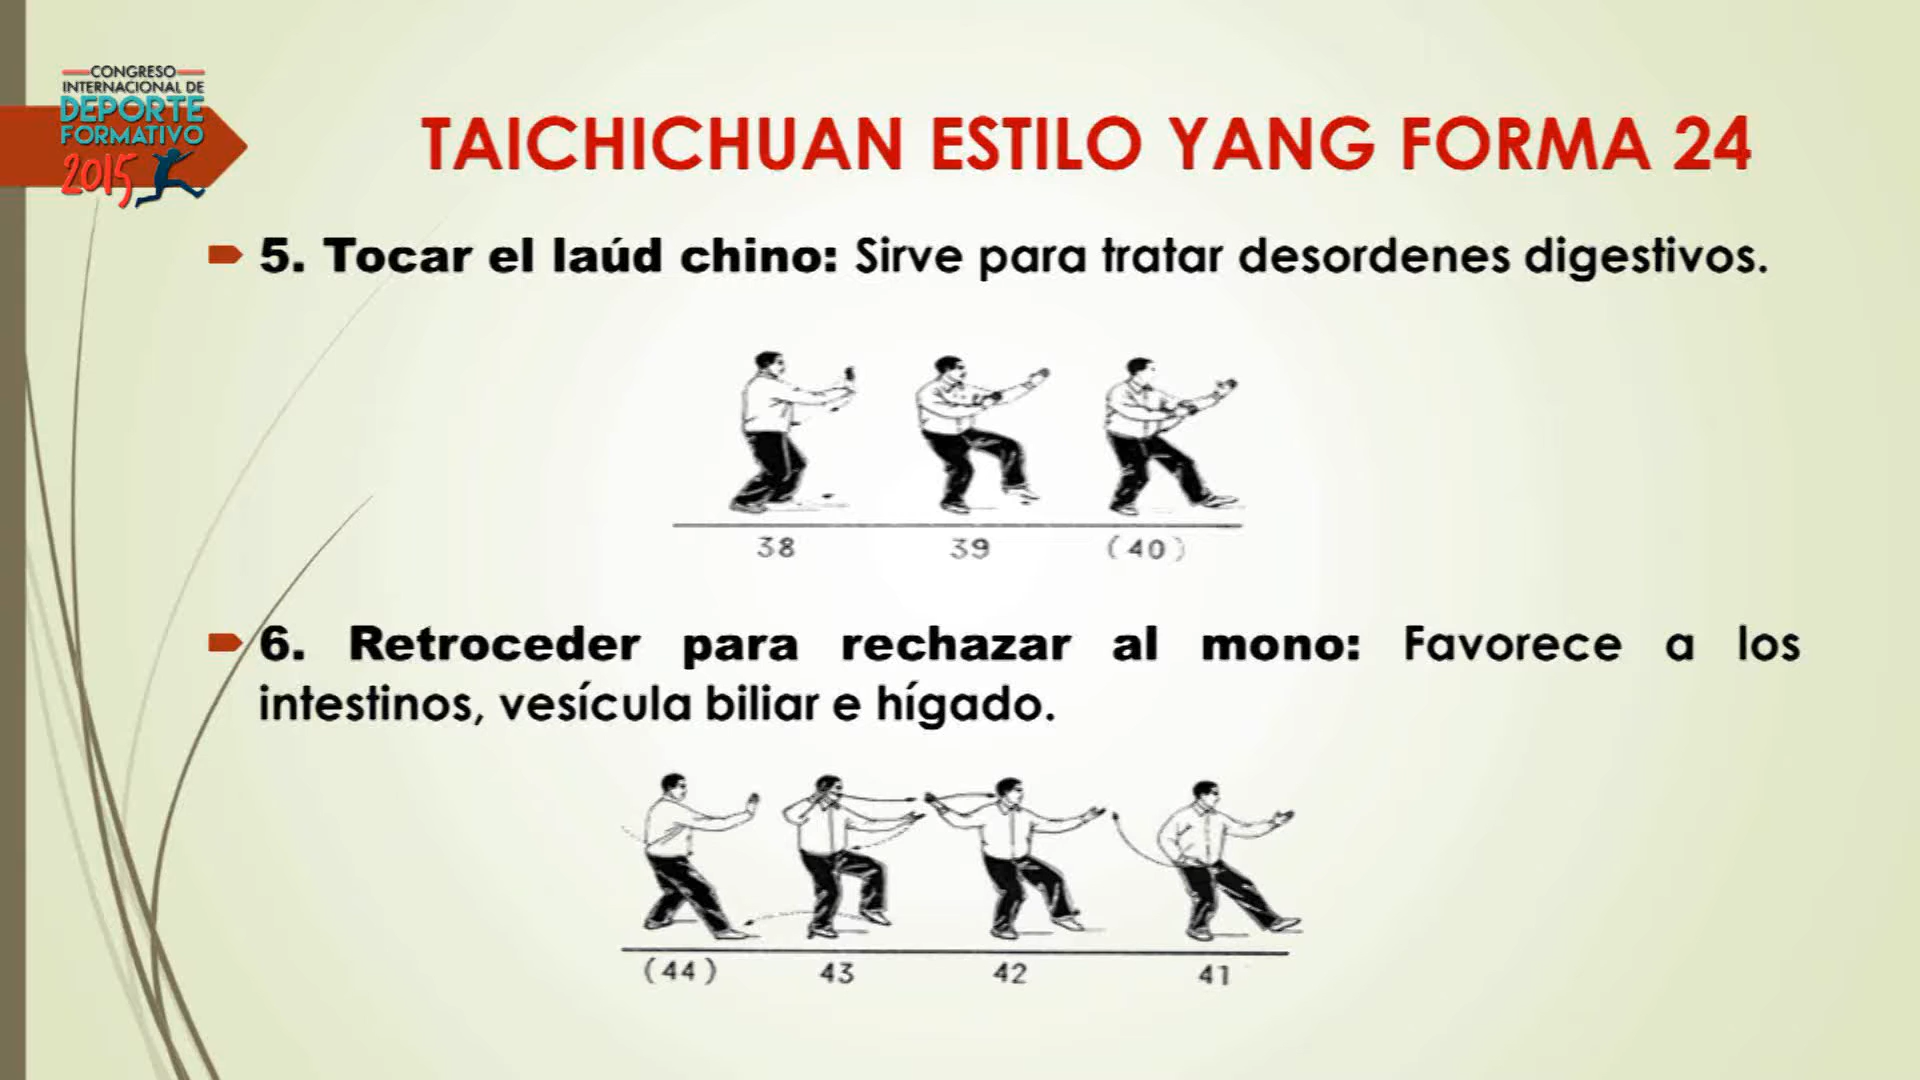 CONGRESO
INTERNACIONAL DE
DEPORTE
FORMATIVO
2015
TAICHICHUAN ESTILO YANG FORMA 24
5. Tocar el laúd chino: Sirve para tratar desordenes digestivos.
38 39 (40)
6. Retroceder para rechazar al mono: Favorece a los
intestinos, vesícula biliar e hígado.
(44) 43 42 41